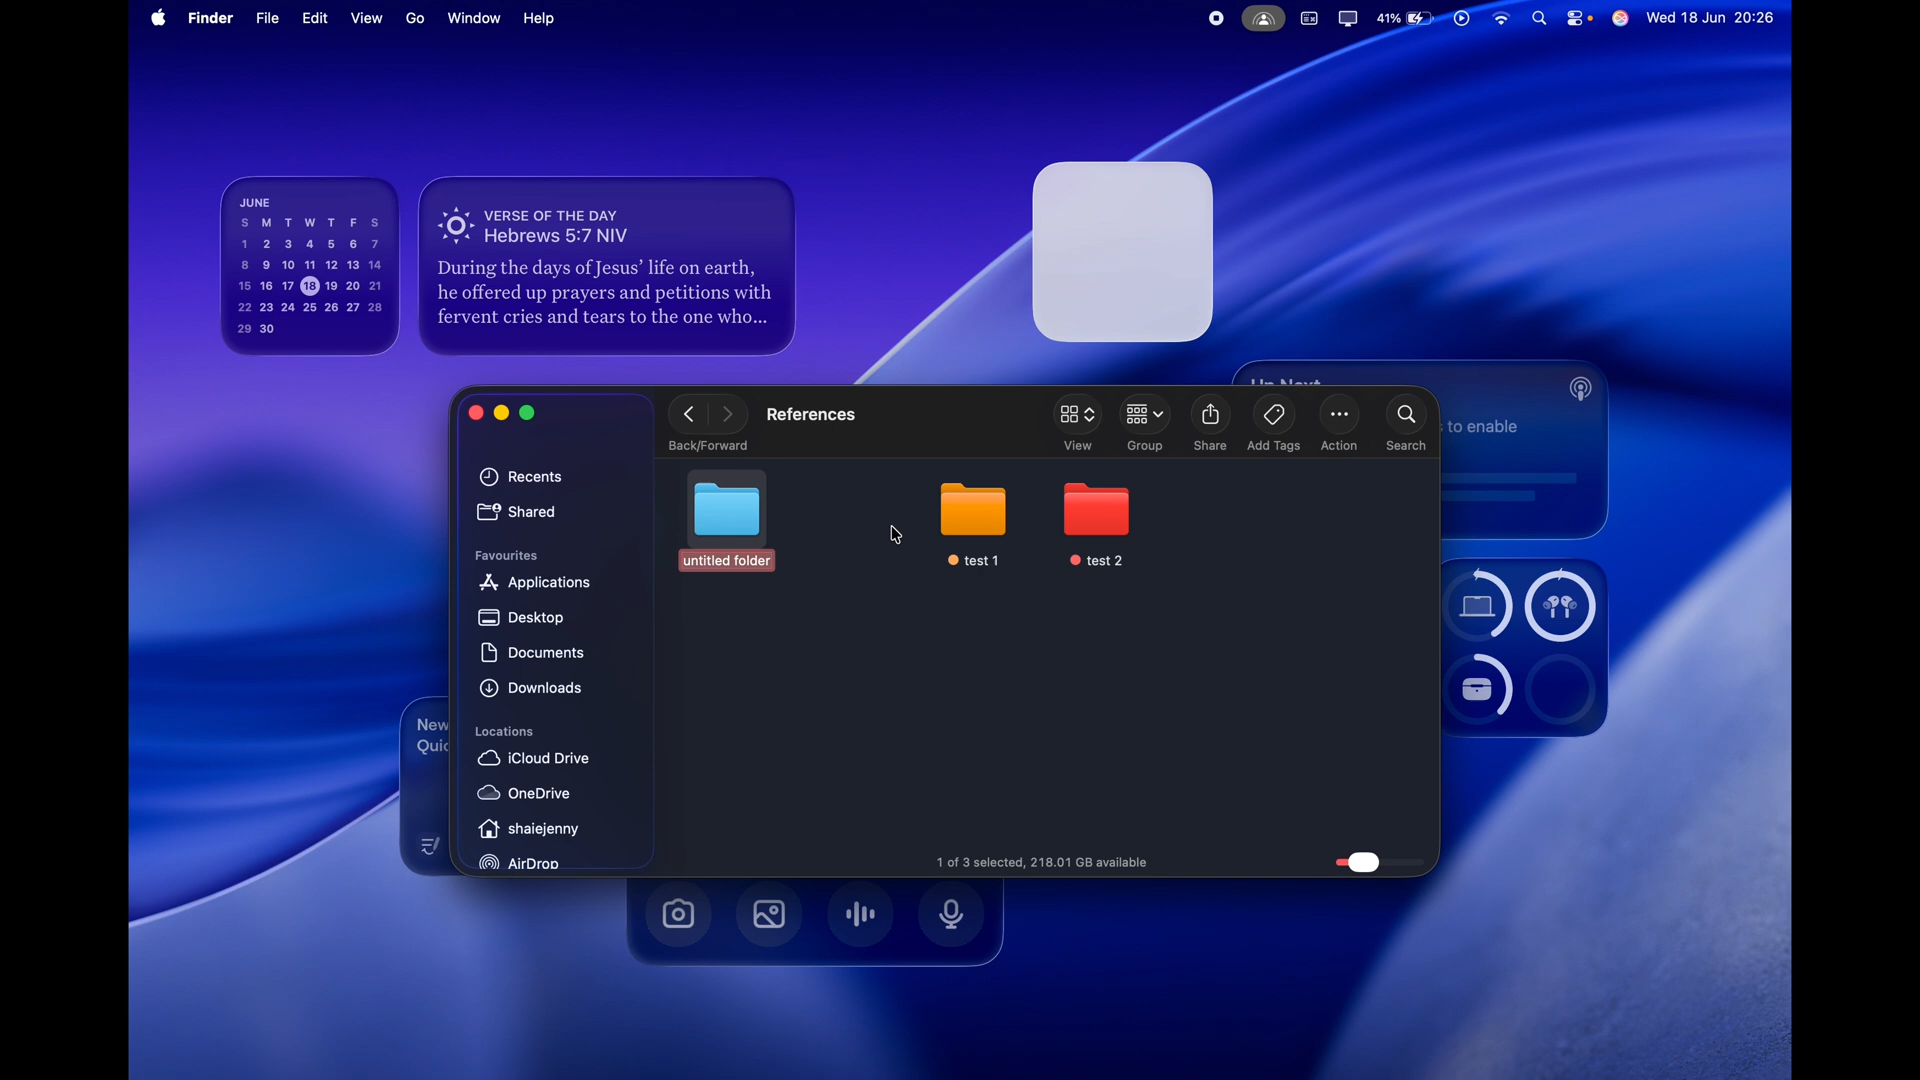 Finder File Edit View Go Window Help
41% Wed 18 Jun 20:26
JUNE
S M T W T F S
1 2 3 4 5 6 7
8 9 10 11 12 13 14
15 16 17 18 19 20 21
22 23 24 25 26 27 28
29 30
VERSE OF THE DAY
Hebrews 5:7 NIV
During the days of Jesus’ life on earth,
he offered up prayers and petitions with
fervent cries and tears to the one who...
to enable
New
References
Back/Forward
View
Group
Share
Add Tags
Action
Search
Recents
Shared
Favourites
Applications
Desktop
Documents
Downloads
Locations
iCloud Drive
OneDrive
shaiejenny
AirDrop
untitled folder
test 1
test 2
1 of 3 selected, 218.01 GB available